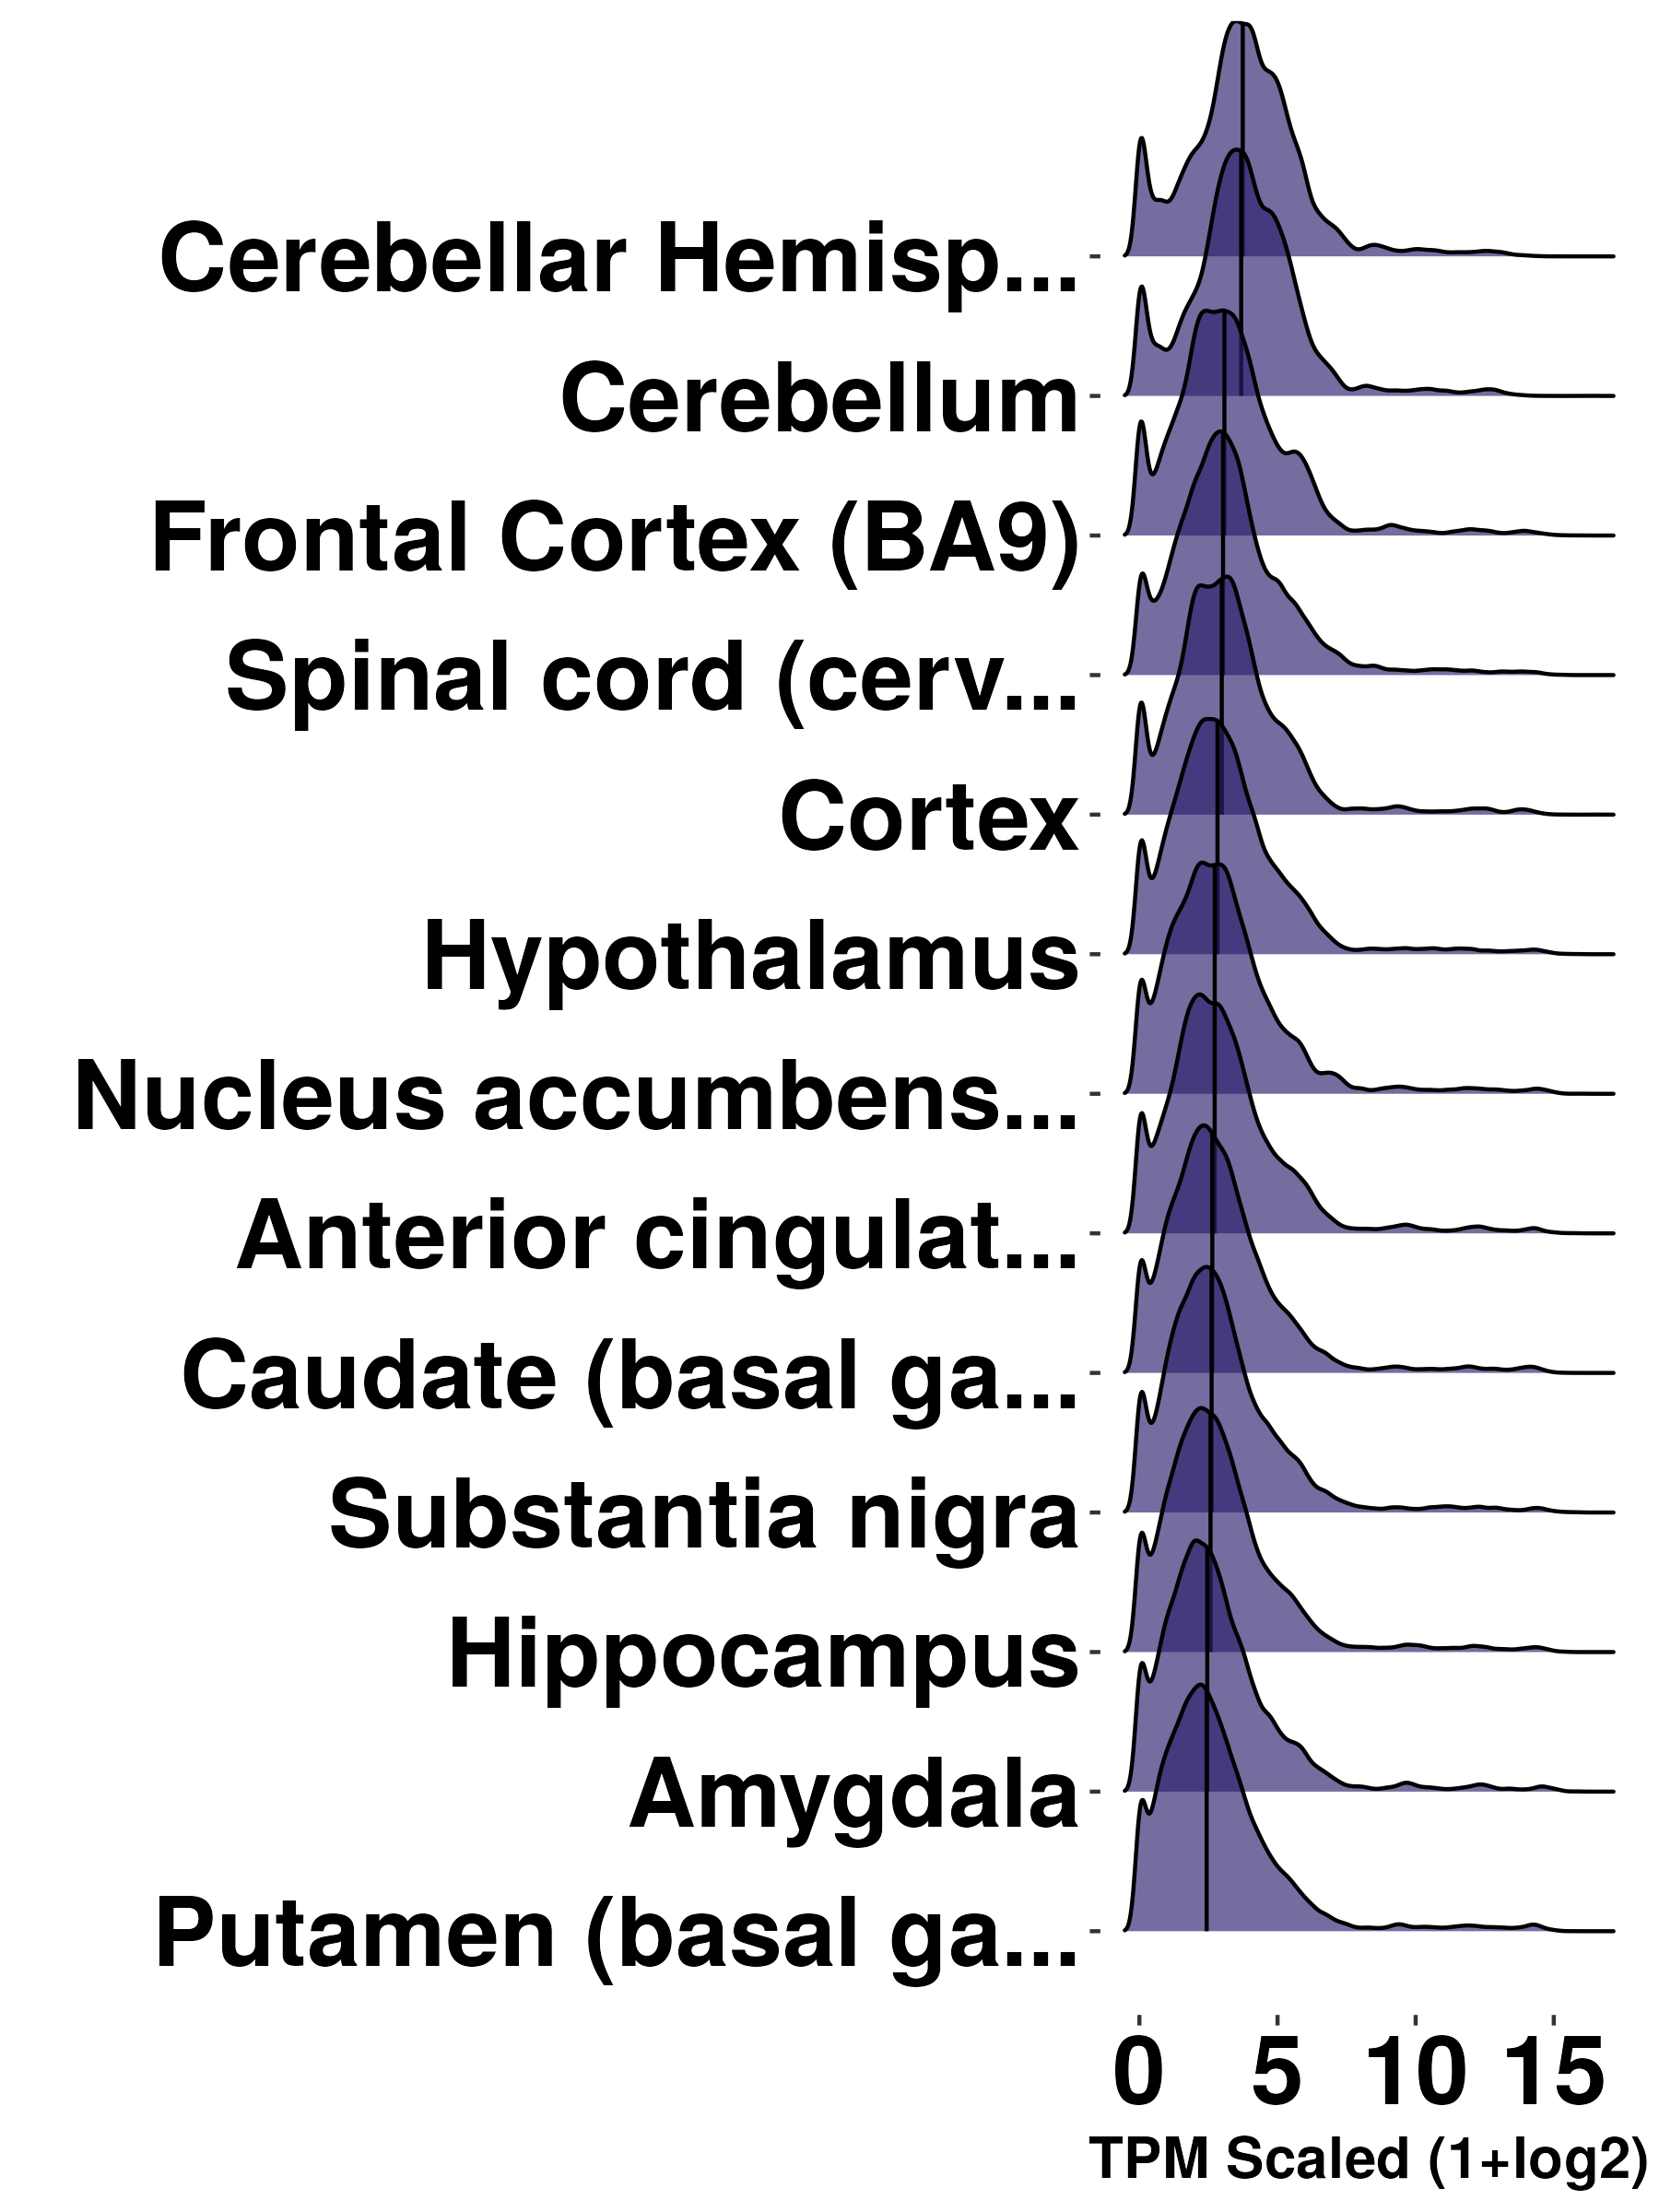 Cerebellar Hemisp...
Cerebellum
Frontal Cortex (BA9)
Spinal cord (cerv...
Cortex
Hypothalamus
Nucleus accumbens...
Anterior cingulat...
Caudate (basal ga...
Substantia nigra
Hippocampus
Amygdala
Putamen (basal ga...
0 5 10 15
TPM Scaled (1+log2)